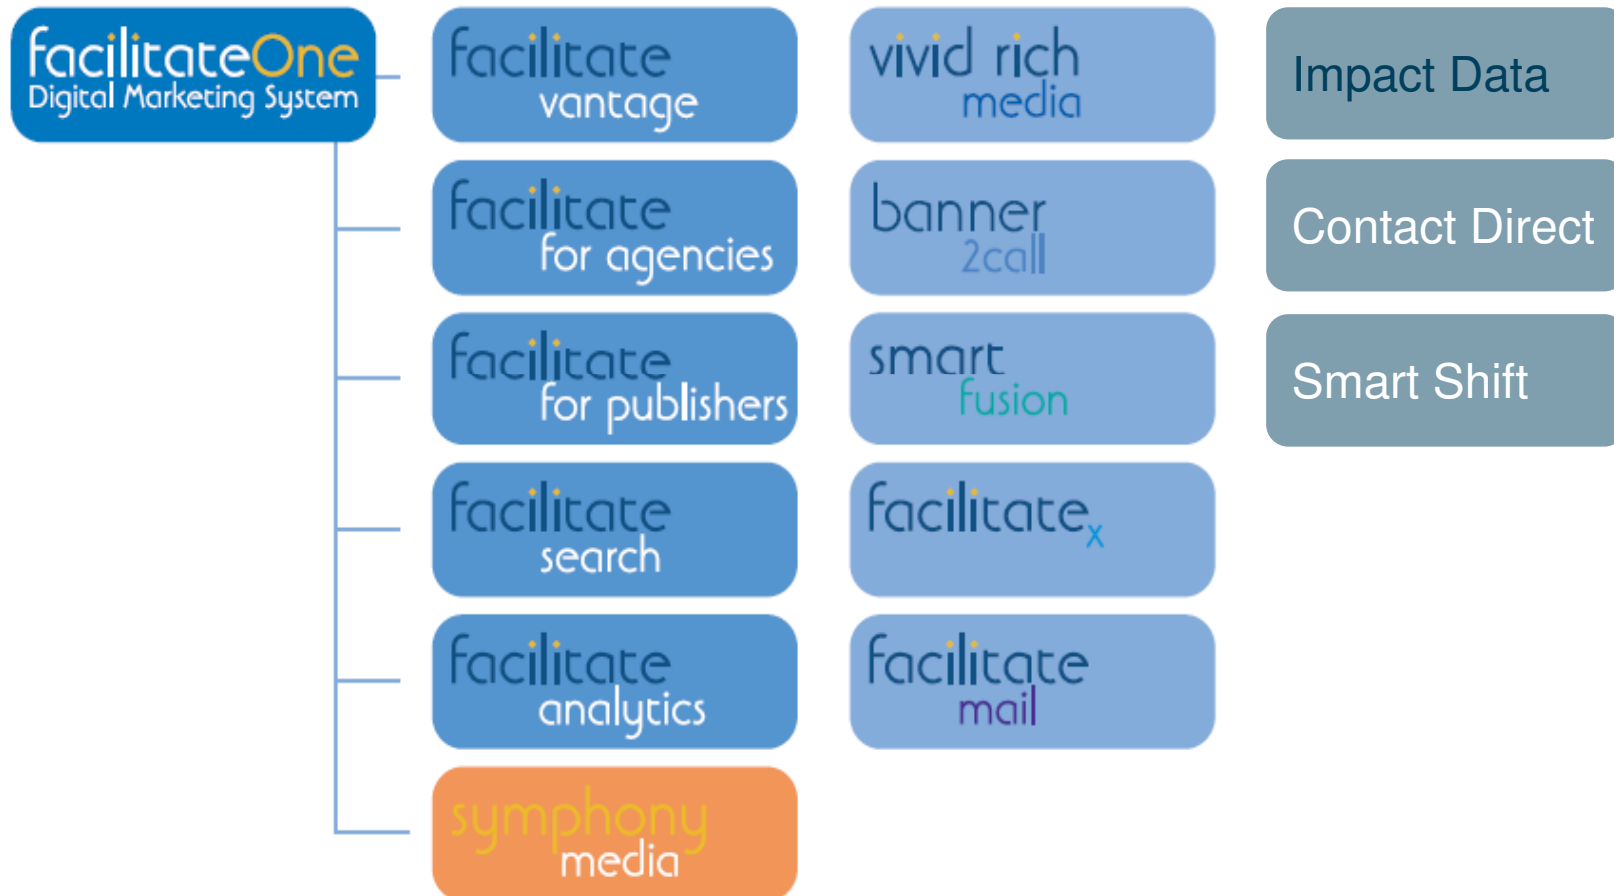 facilitateOne
Digital Marketing System
facilitate
vantage
facilitate
for agencies
facilitate
for publishers
facilitate
search
facilitate
analytics
symphony
media
vivid rich
media
banner
2call
smart
fusion
facilitatex
facilitate
mail
Impact Data
Contact Direct
Smart Shift